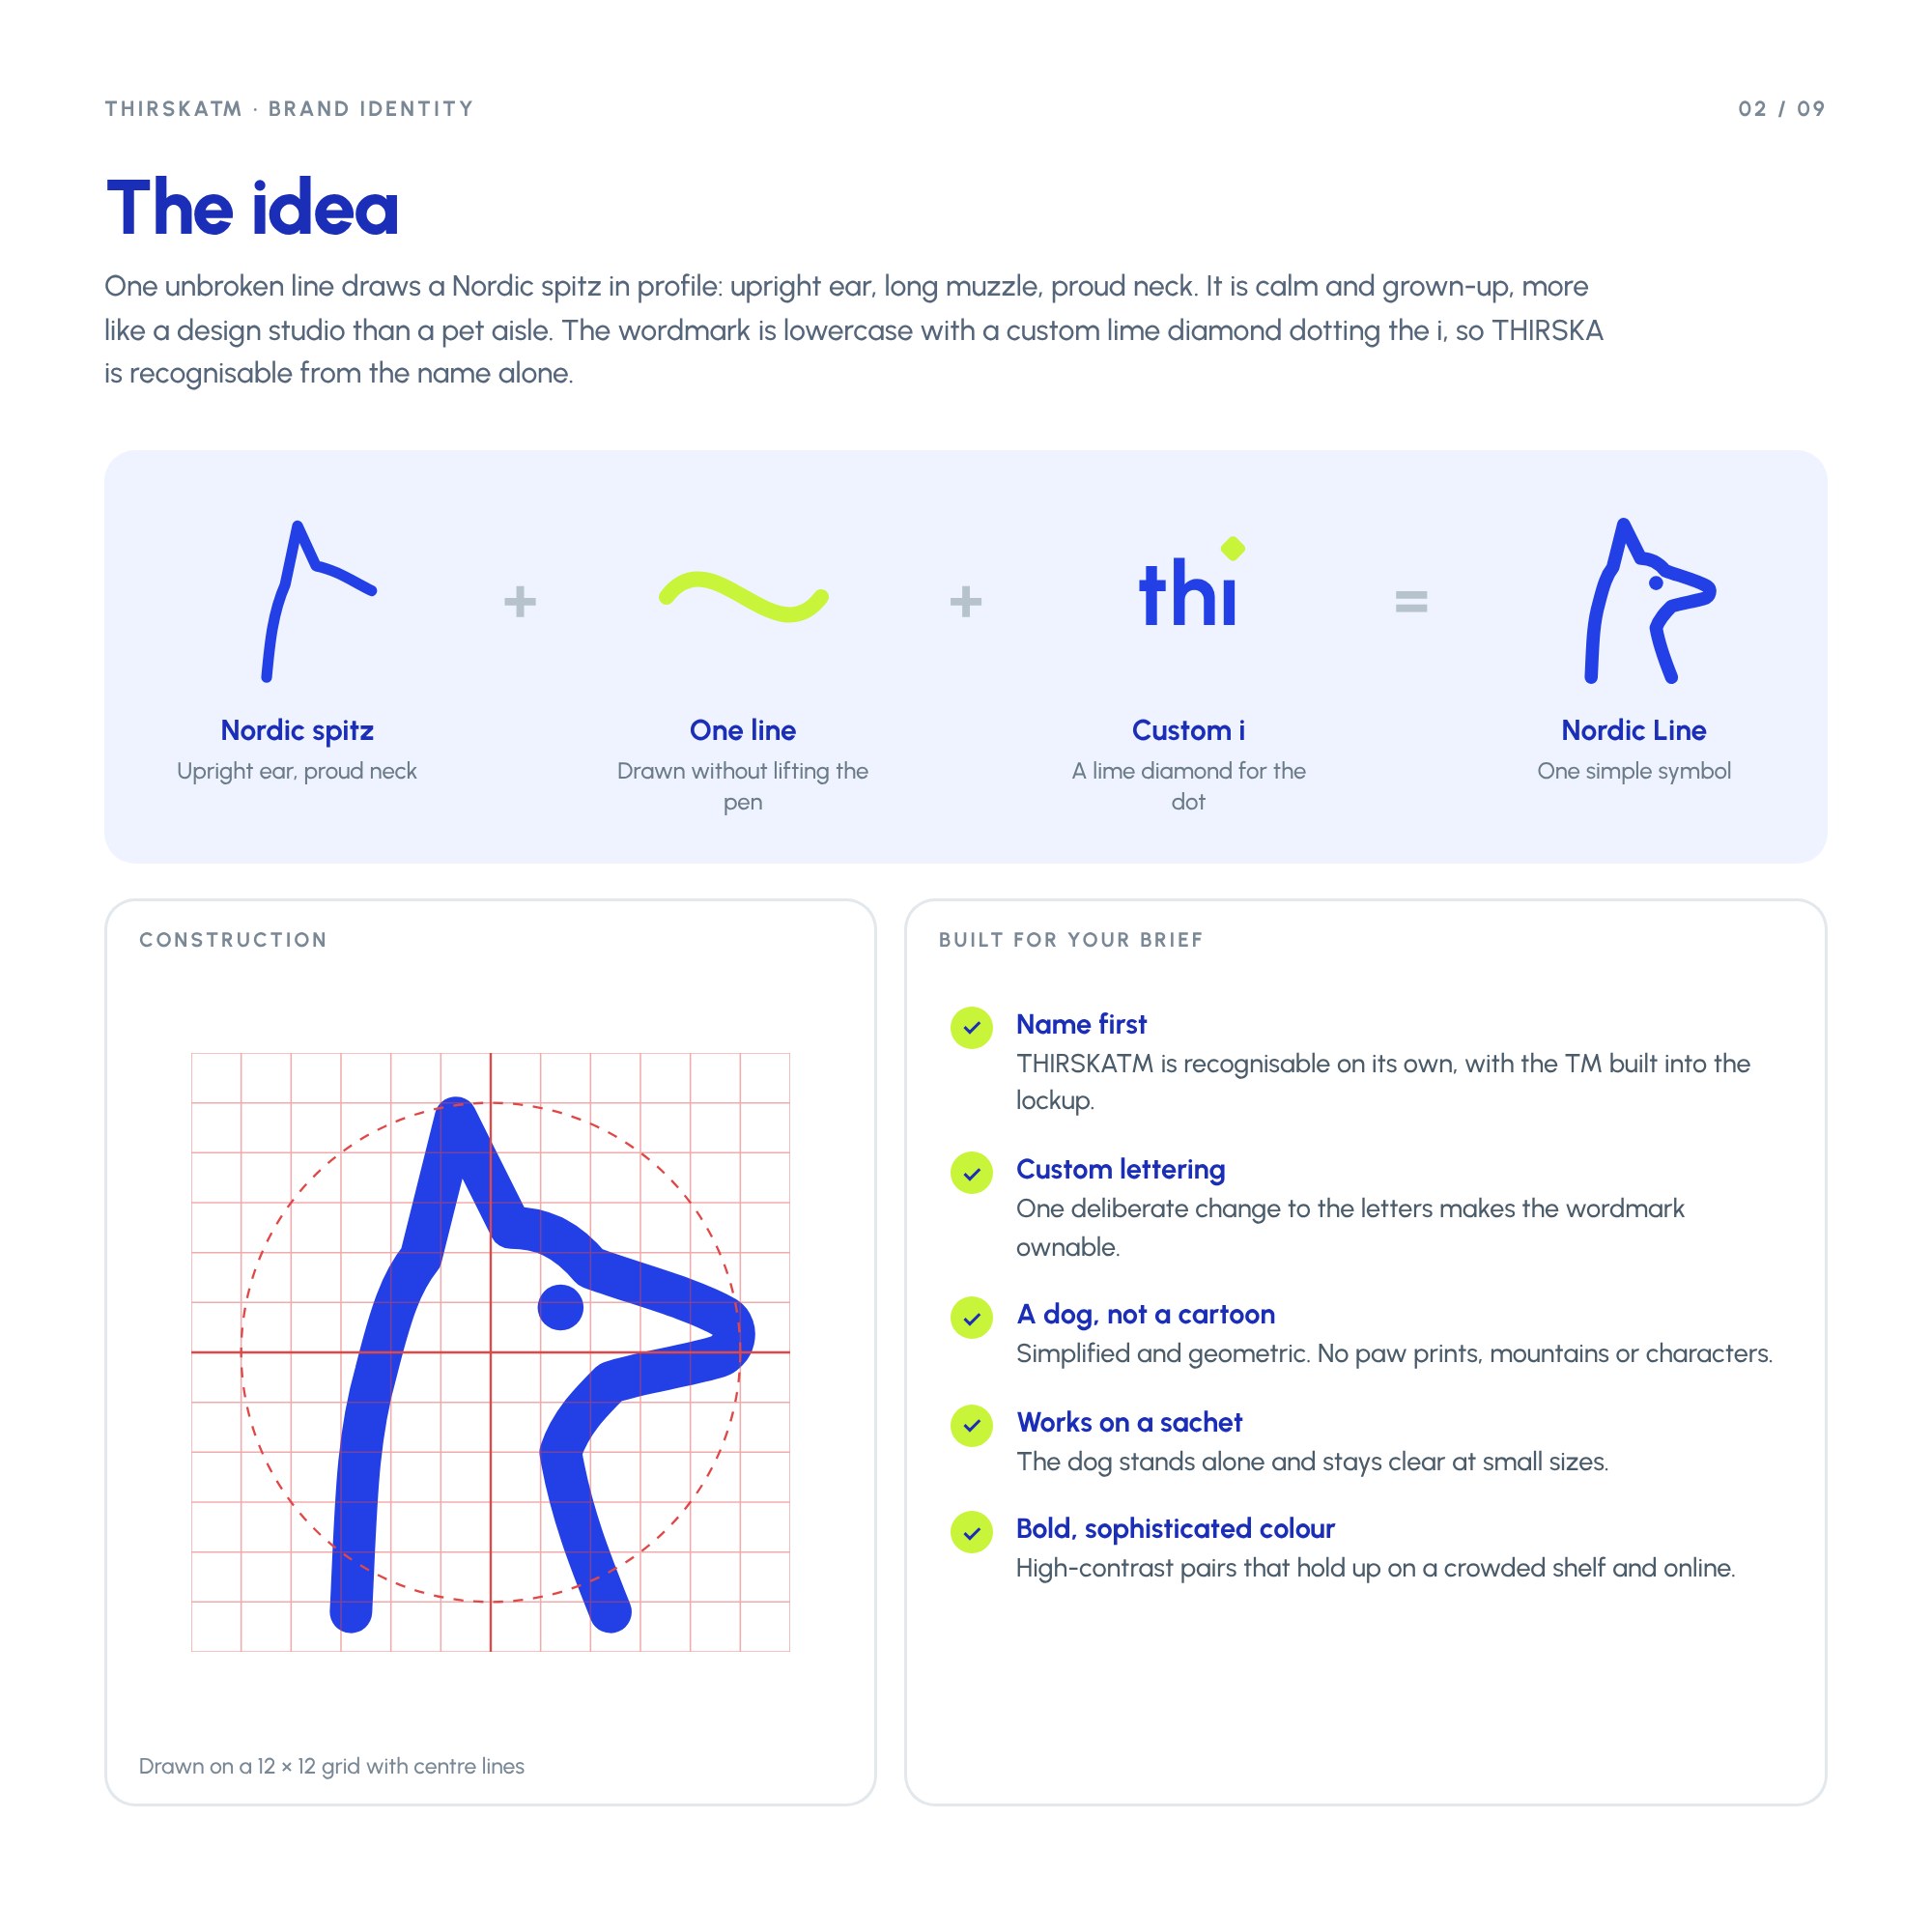 THIRSKATM · BRAND IDENTITY
02 / 09
The idea
One unbroken line draws a Nordic spitz in profile: upright ear, long muzzle, proud neck. It is calm and grown-up, more
like a design studio than a pet aisle. The wordmark is lowercase with a custom lime diamond dotting the i, so THIRSKA
is recognisable from the name alone.
+
+
thi
=
Nordic spitz
Upright ear, proud neck
One line
Drawn without lifting the
pen
Custom i
A lime diamond for the
dot
Nordic Line
One simple symbol
CONSTRUCTION
Drawn on a 12 × 12 grid with centre lines
BUILT FOR YOUR BRIEF
Name first
THIRSKATM is recognisable on its own, with the TM built into the
lockup.
Custom lettering
One deliberate change to the letters makes the wordmark
ownable.
A dog, not a cartoon
Simplified and geometric. No paw prints, mountains or characters.
Works on a sachet
The dog stands alone and stays clear at small sizes.
Bold, sophisticated colour
High-contrast pairs that hold up on a crowded shelf and online.